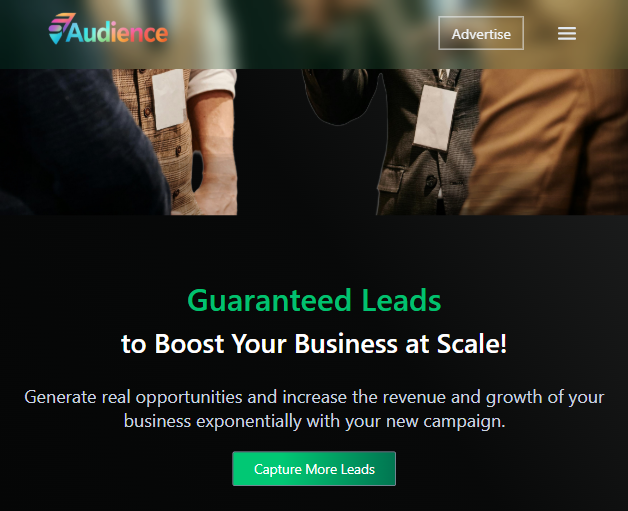 Audience
Advertise
Guaranteed Leads
to Boost Your Business at Scale!
Generate real opportunities and increase the revenue and growth of your
business exponentially with your new campaign.
Capture More Leads